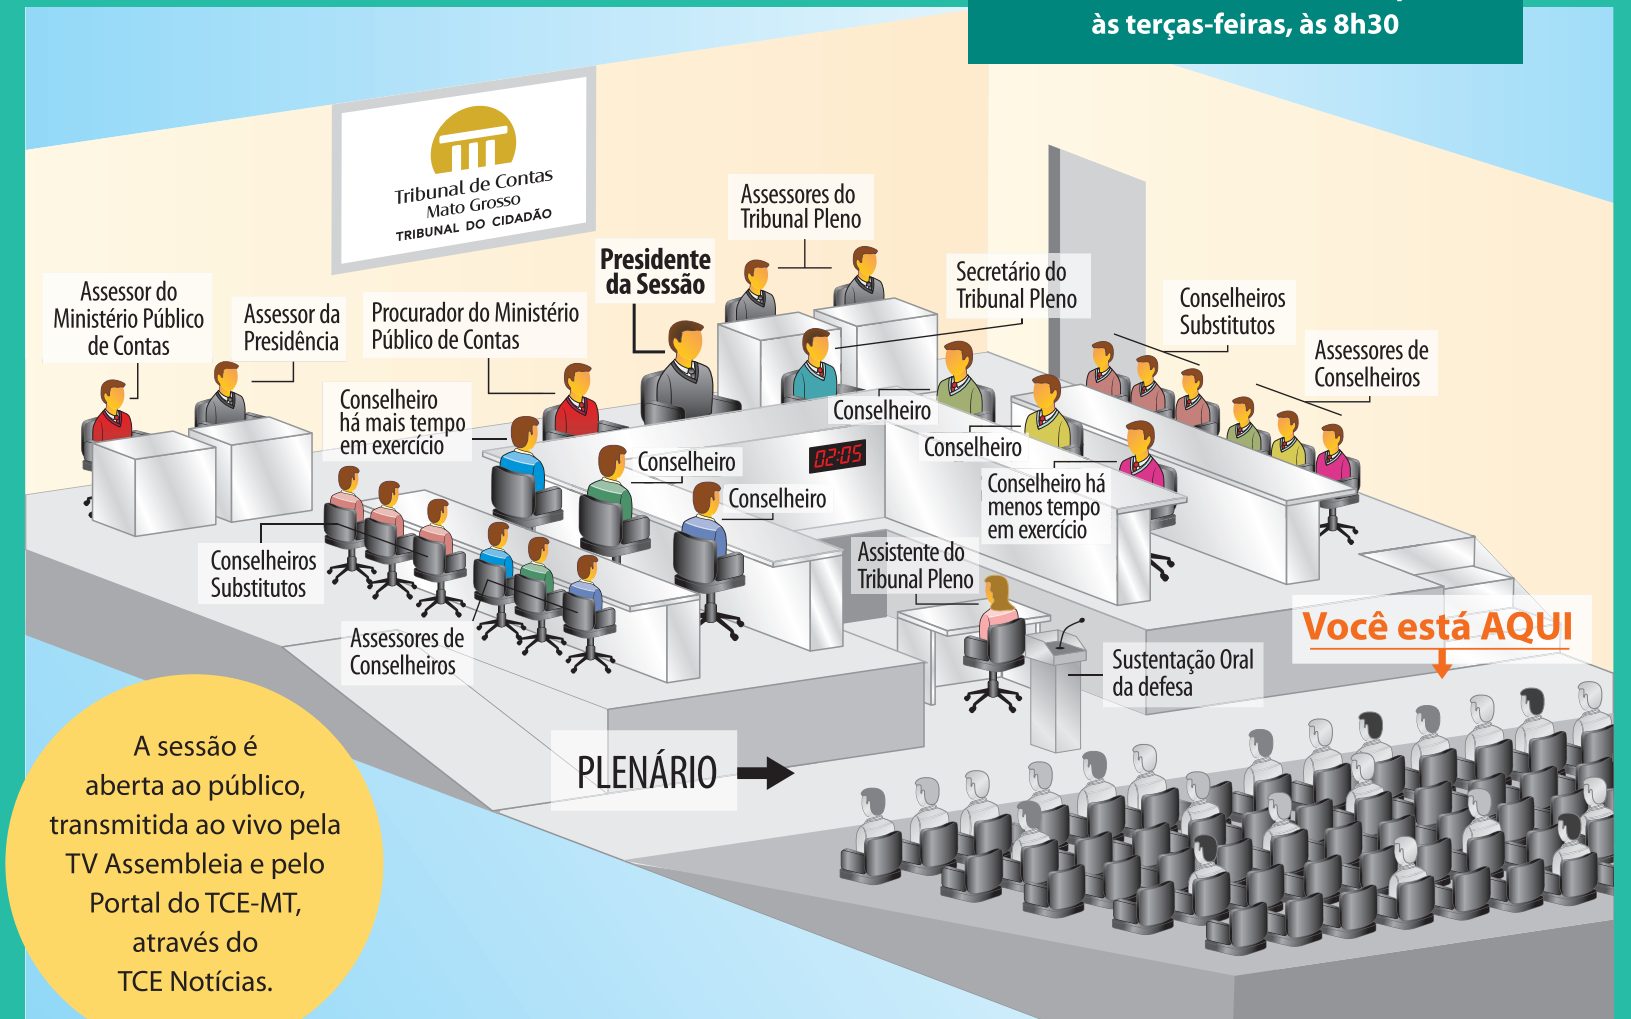 às terças-feiras, às 8h30
Tribunal de Contas
Mato Grosso
TRIBUNAL DO CIDADÃO
Assessores do
Tribunal Pleno
Presidente
da Sessão
Secretário do
Tribunal Pleno
Conselheiros
Substitutos
Assessores de
Conselheiros
Assessor do
Ministério Público
de Contas
Assessor da
Presidência
Procurador do Ministério
Público de Contas
Conselheiro
há mais tempo
em exercício
Conselheiro
Conselheiro
Conselheiro
Conselheiro
02:05
Conselheiro há
menos tempo
em exercício
Conselheiros
Substitutos
Assessores de
Conselheiros
Assistente do
Tribunal Pleno
Sustentação Oral
da defesa
Você está AQUI
PLENÁRIO
A sessão é
aberta ao público,
transmitida ao vivo pela
TV Assembleia e pelo
Portal do TCE-MT,
através do
TCE Notícias.